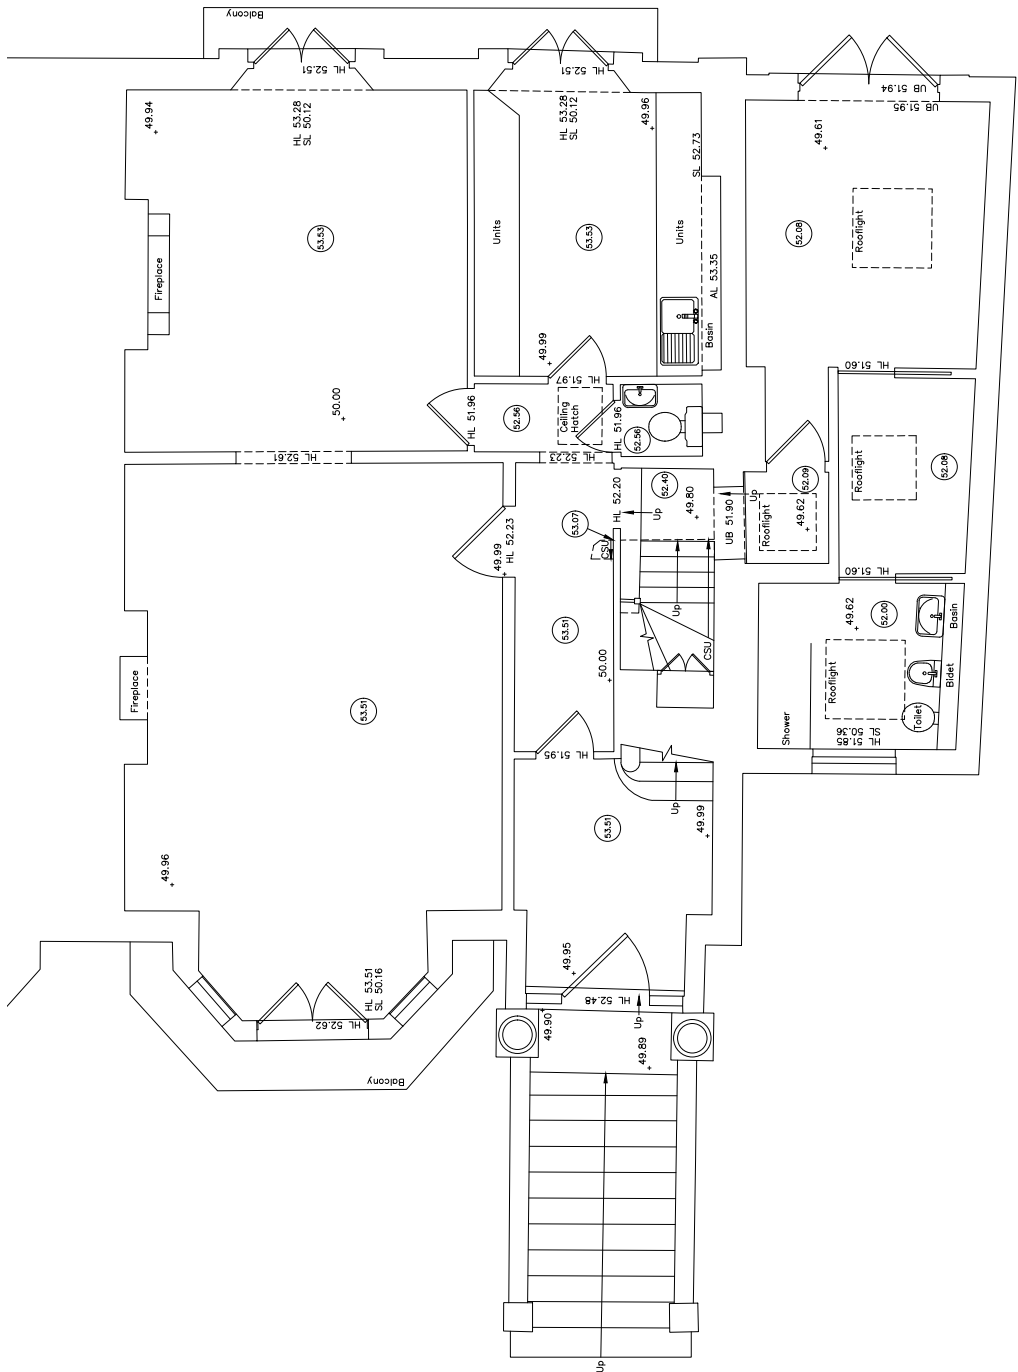 Balcony
HL 52.51
HL 52.51
UB 51.94
UB 51.95
49.94
HL 53.28
SL 50.12
HL 53.28
SL 50.12
49.96
49.61
SL 52.73
53.53
Units
53.53
Units
52.08
Rooflight
Fireplace
AL 53.35
Basin
49.99
HL 51.97
HL 51.60
50.00
HL 51.96
52.56
Ceiling
Hatch
HL 51.96
52.56
HL 52.61
HL 52.23
52.40
52.09
Rooflight
52.08
HL 52.20
Up
49.80
UB 51.90
Up
Rooflight
49.62
53.07
CSU
49.99
HL 52.23
HL 51.60
Up
CSU
53.51
50.00
49.62
52.00
Basin
Bidet
Rooflight
Toilet
HL 51.85
SL 50.36
Shower
Fireplace
53.51
HL 51.95
Up
53.51
49.99
49.96
49.95
HL 53.51
SL 50.16
HL 52.62
HL 52.48
Up
49.90
49.89
Balcony
Up